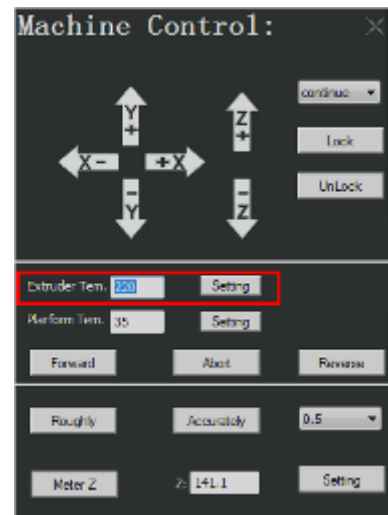 Machine Control:
continue
Y+
Z+
Lock
X-
+X
UnLock
-Y
-Z
Extruder Tem. 220 Setting
Plarform Tem. 35 Setting
Forward Abort Reverse
Roughly Accurately 0.5
Meter Z Z: 141.1 Setting